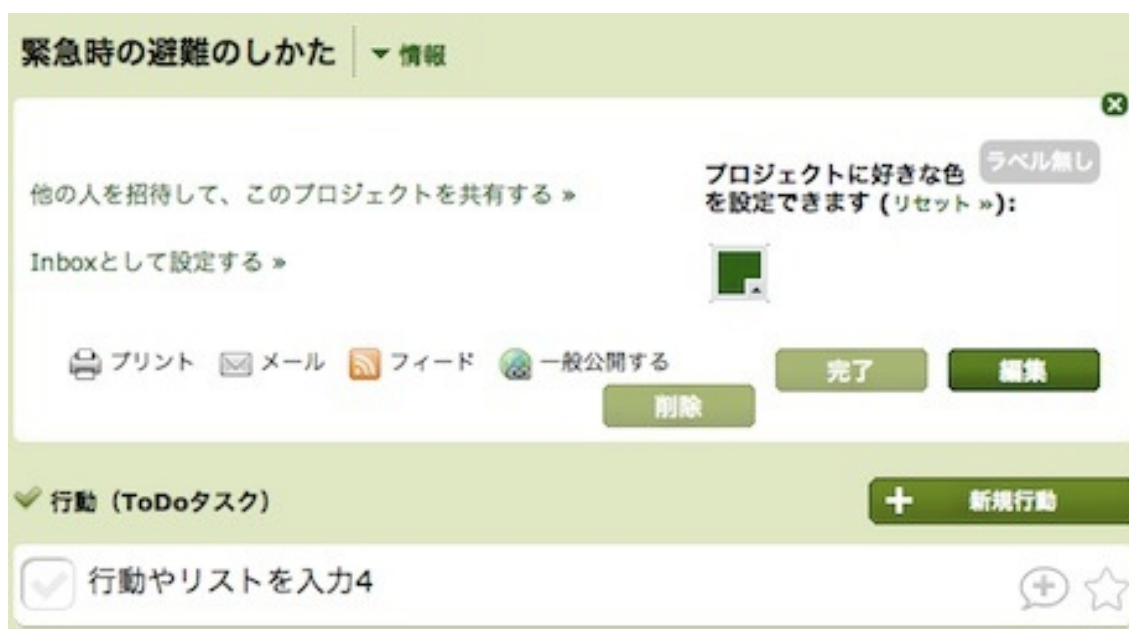 緊急時の避難のしかた ▼ 情報
ラベル無し
他の人を招待して、このプロジェクトを共有する »
プロジェクトに好きな色
を設定できます (リセット »):
Inboxとして設定する »
プリント メール フィード 一般公開する
完了 編集
削除
行動（ToDoタスク）
+ 新規行動
行動やリストを入力4